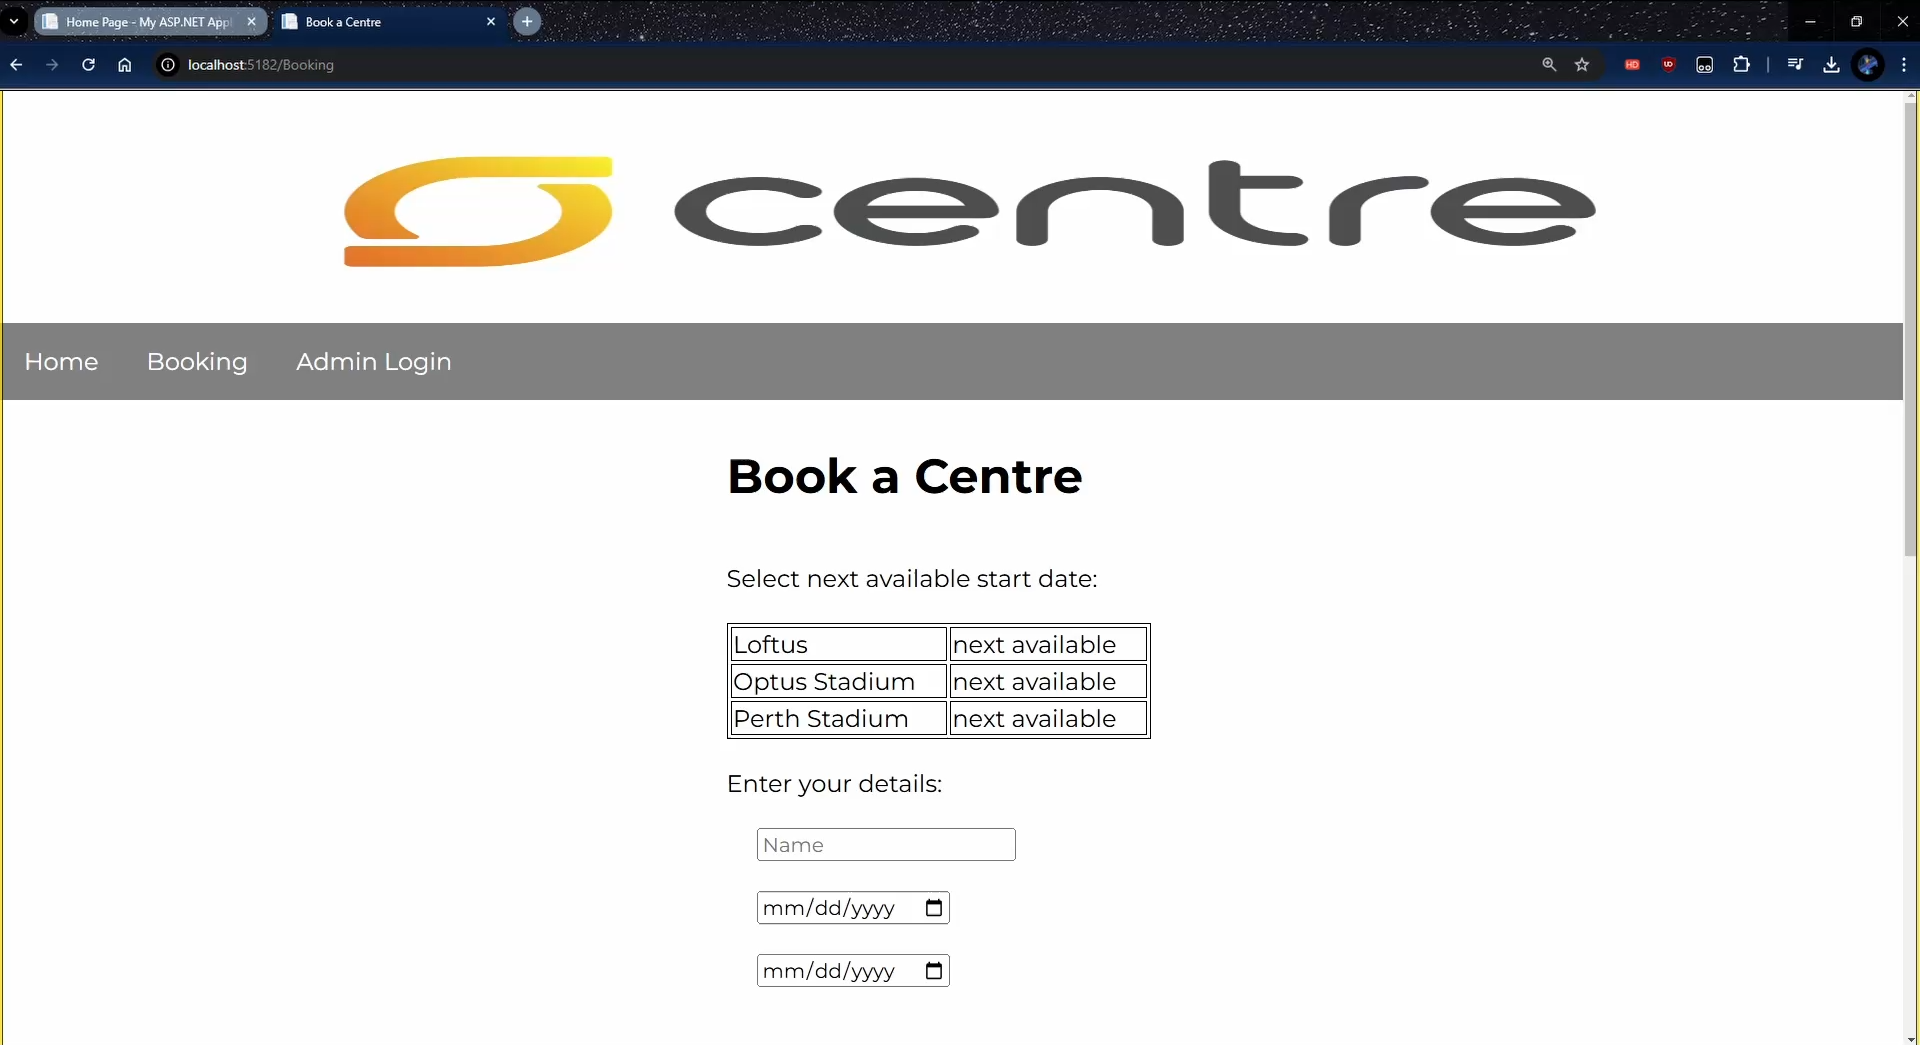 Home Page - My ASP.NET Appl
Book a Centre
localhost:5182/Booking
HD
centre
Home Booking Admin Login
Book a Centre
Select next available start date:
Loftus next available
Optus Stadium next available
Perth Stadium next available
Enter your details:
Name
mm/dd/yyyy
mm/dd/yyyy